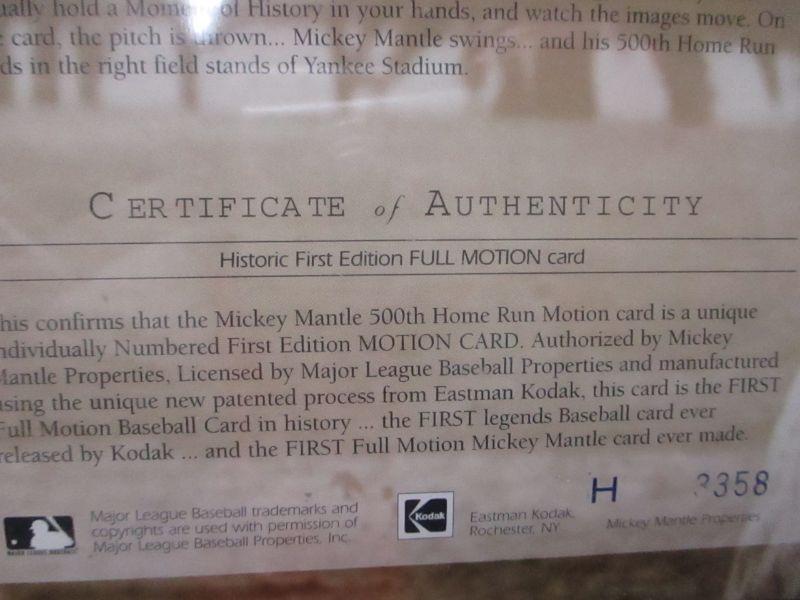 ually hold a Moment of History in your hands, and watch the images move. On
e card, the pitch is thrown... Mickey Mantle swings... and his 500th Home Run
ds in the right field stands of Yankee Stadium.
CERTIFICATE of AUTHENTICITY
Historic First Edition FULL MOTION card
his confirms that the Mickey Mantle 500th Home Run Motion card is a unique
ndividually Numbered First Edition MOTION CARD. Authorized by Mickey
Mantle Properties, Licensed by Major League Baseball Properties and manufactured
using the unique new patented process from Eastman Kodak, this card is the FIRST
Full Motion Baseball Card in history ... the FIRST legends Baseball card ever
released by Kodak ... and the FIRST Full Motion Mickey Mantle card ever made.
H 3358
Major League Baseball trademarks and
copyrights are used with permission of
Major League Baseball Properties, Inc.
Kodak
Eastman Kodak,
Rochester, NY
Mickey Mantle Properties
MAJOR LEAGUE BASEBALL